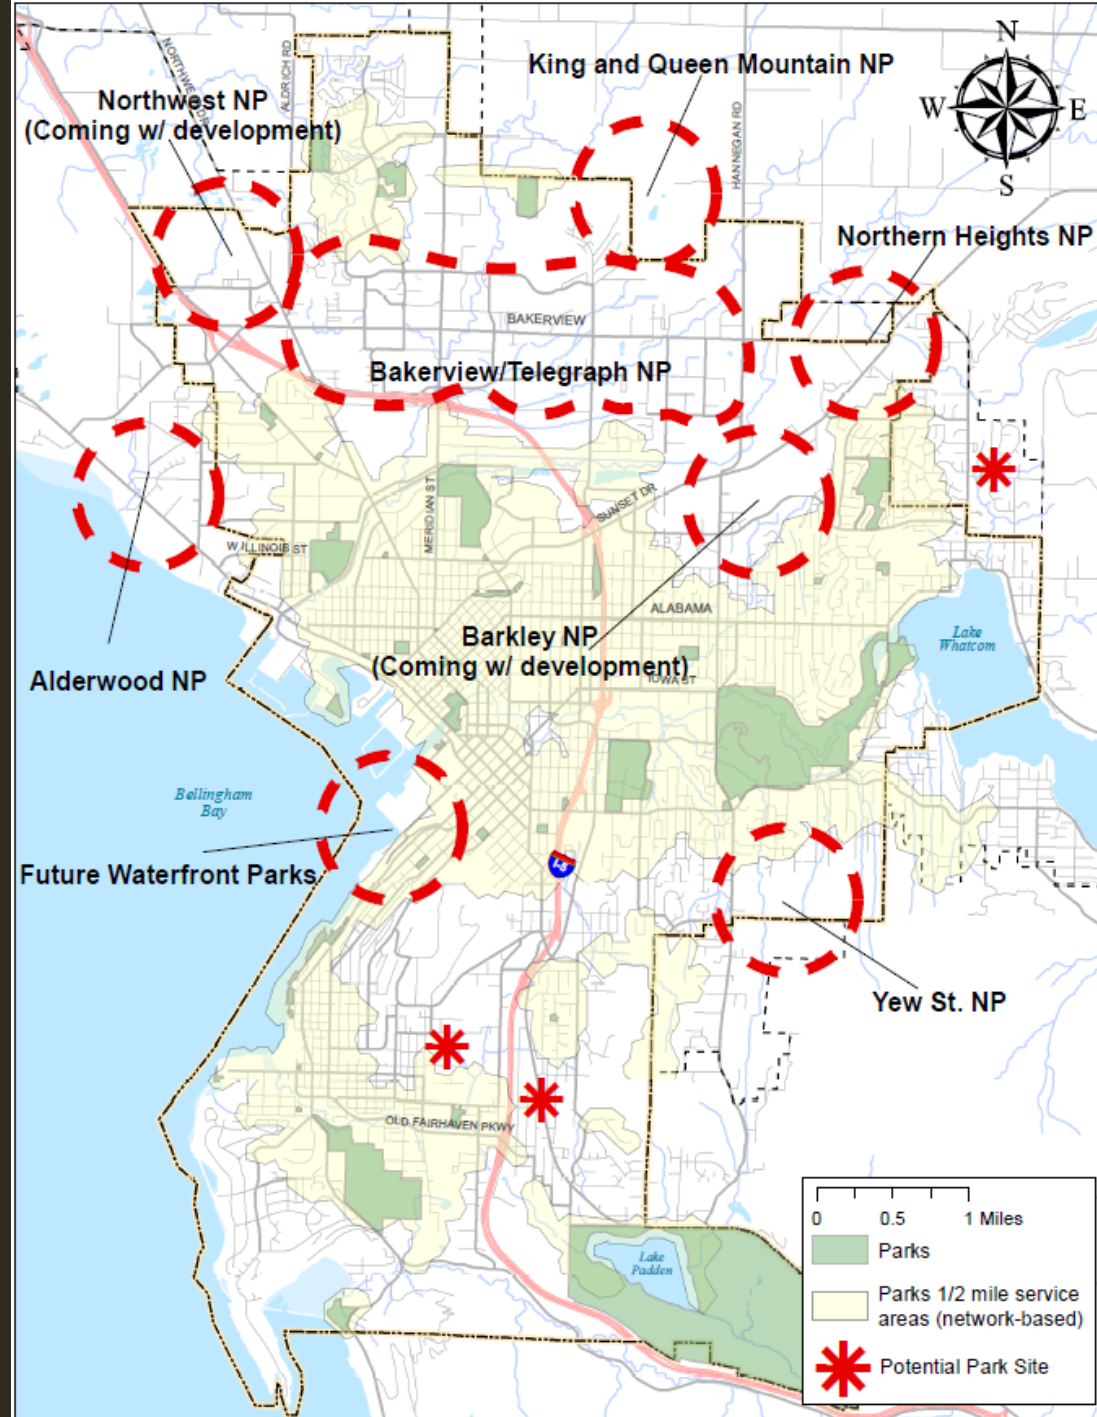 N
W
E
S
King and Queen Mountain NP
NORTHWEST DR
ALDRICH RD
Northwest NP
(Coming w/ development)
HANNEGAN RD
Northern Heights NP
BAKERVIEW
Bakerview/Telegraph NP
MERIDIAN ST
SUNSET DR
W ILLINOIS ST
ALABAMA
Barkley NP
(Coming w/ development)
IOWA ST
Lake
Whatcom
Alderwood NP
Bellingham
Bay
Future Waterfront Parks
I-5
Yew St. NP
OLD FAIRHAVEN PKWY
Lake
Padden
0 0.5 1 Miles
Parks
Parks 1/2 mile service
areas (network-based)
Potential Park Site